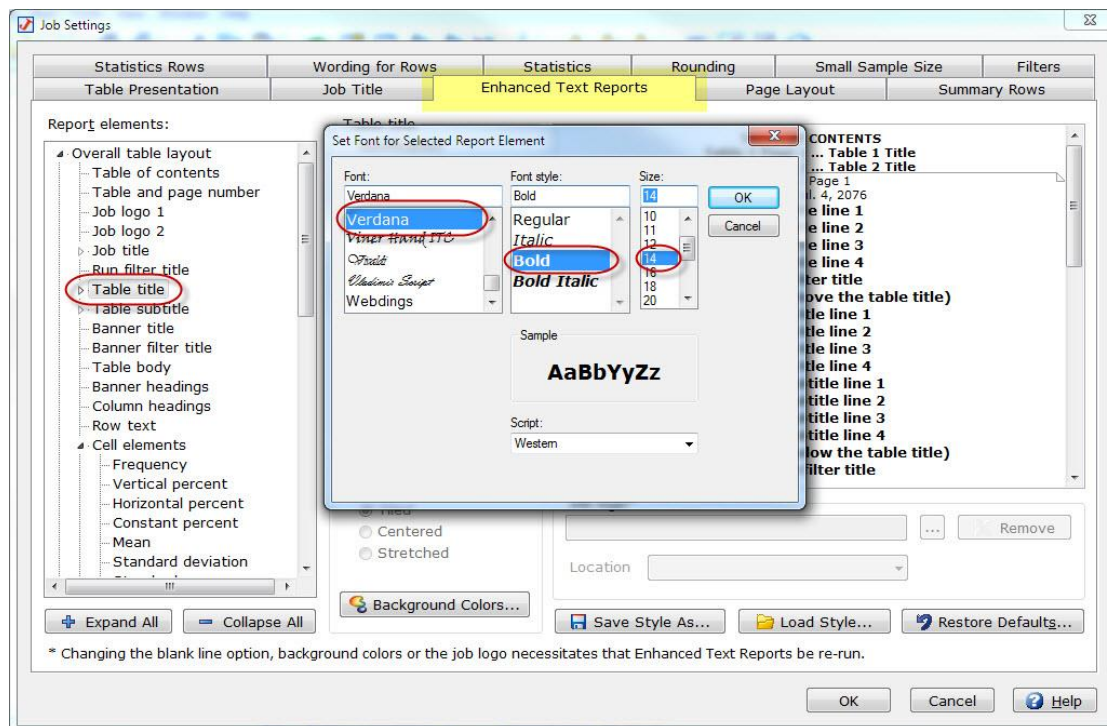 Job Settings
Statistics Rows
Wording for Rows
Statistics
Rounding
Small Sample Size
Filters
Table Presentation
Job Title
Enhanced Text Reports
Page Layout
Summary Rows
Report elements:
Overall table layout
Table of contents
Table and page number
Job logo 1
Job logo 2
Job title
Run filter title
Table title
Table subtitle
Banner title
Banner filter title
Table body
Banner headings
Column headings
Row text
Cell elements
Frequency
Vertical percent
Horizontal percent
Constant percent
Mean
Standard deviation
Expand All
Collapse All
Table title
Set Font for Selected Report Element
Font:
Verdana
Verdana
Viner Hand ITC
Vivaldi
Vladimir Script
Webdings
Font style:
Bold
Regular
Italic
Bold
Bold Italic
Size:
14
10
11
12
14
16
18
20
OK
Cancel
Sample
AaBbYyZz
Script:
Western
Tiled
Centered
Stretched
Background Colors...
CONTENTS
... Table 1 Title
... Table 2 Title
Page 1
4, 2076
line 1
line 2
line 3
line 4
title
the table title)
line 1
line 2
line 3
line 4
title line 1
title line 2
title line 3
title line 4
the table title)
filter title
...
Remove
Location
Save Style As...
Load Style...
Restore Defaults...
* Changing the blank line option, background colors or the job logo necessitates that Enhanced Text Reports be re-run.
OK
Cancel
Help